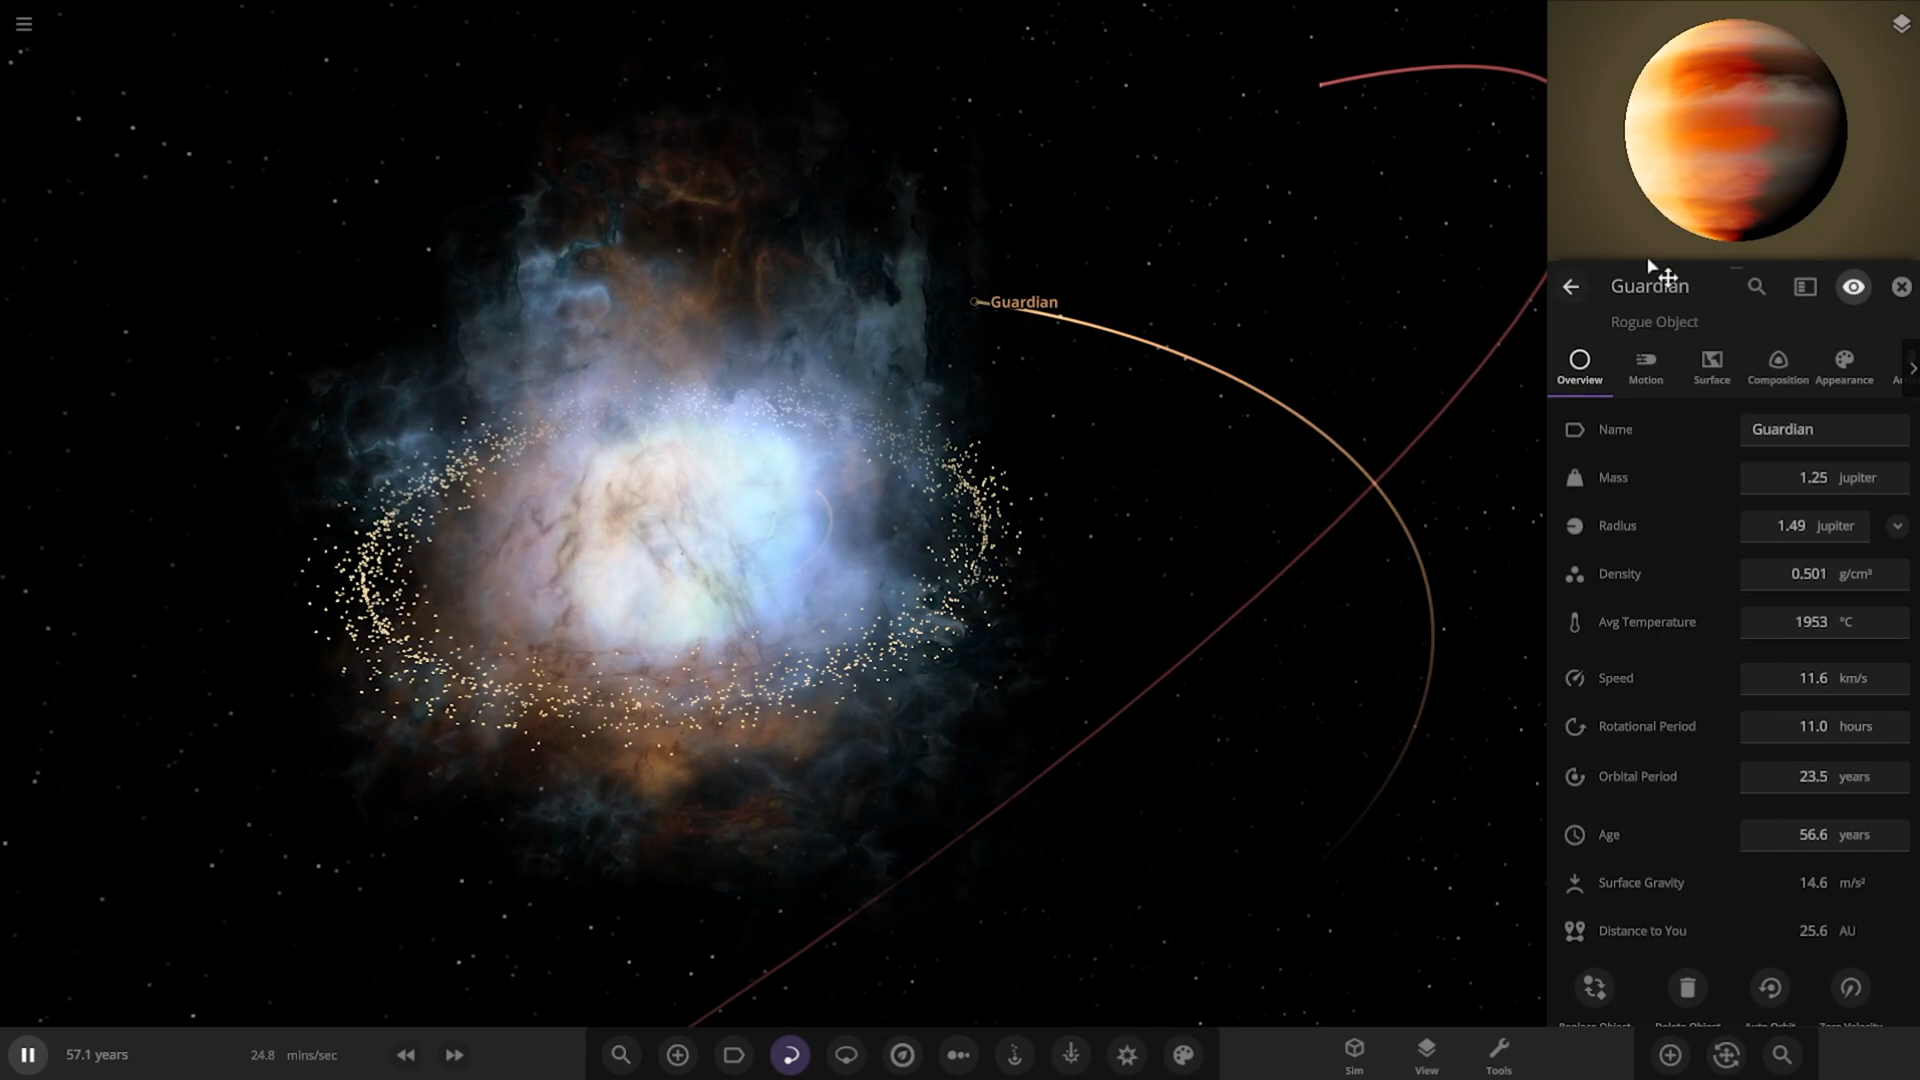 Guardian
Guardian
Rogue Object
Overview Motion Surface Composition Appearance
Name Guardian
Mass 1.25 jupiter
Radius 1.49 jupiter
Density 0.501 g/cm³
Avg Temperature 1953 °C
Speed 11.6 km/s
Rotational Period 11.0 hours
Orbital Period 23.5 years
Age 56.6 years
Surface Gravity 14.6 m/s²
Distance to You 25.6 AU
57.1 years 24.8 mins/sec
Sim View Tools